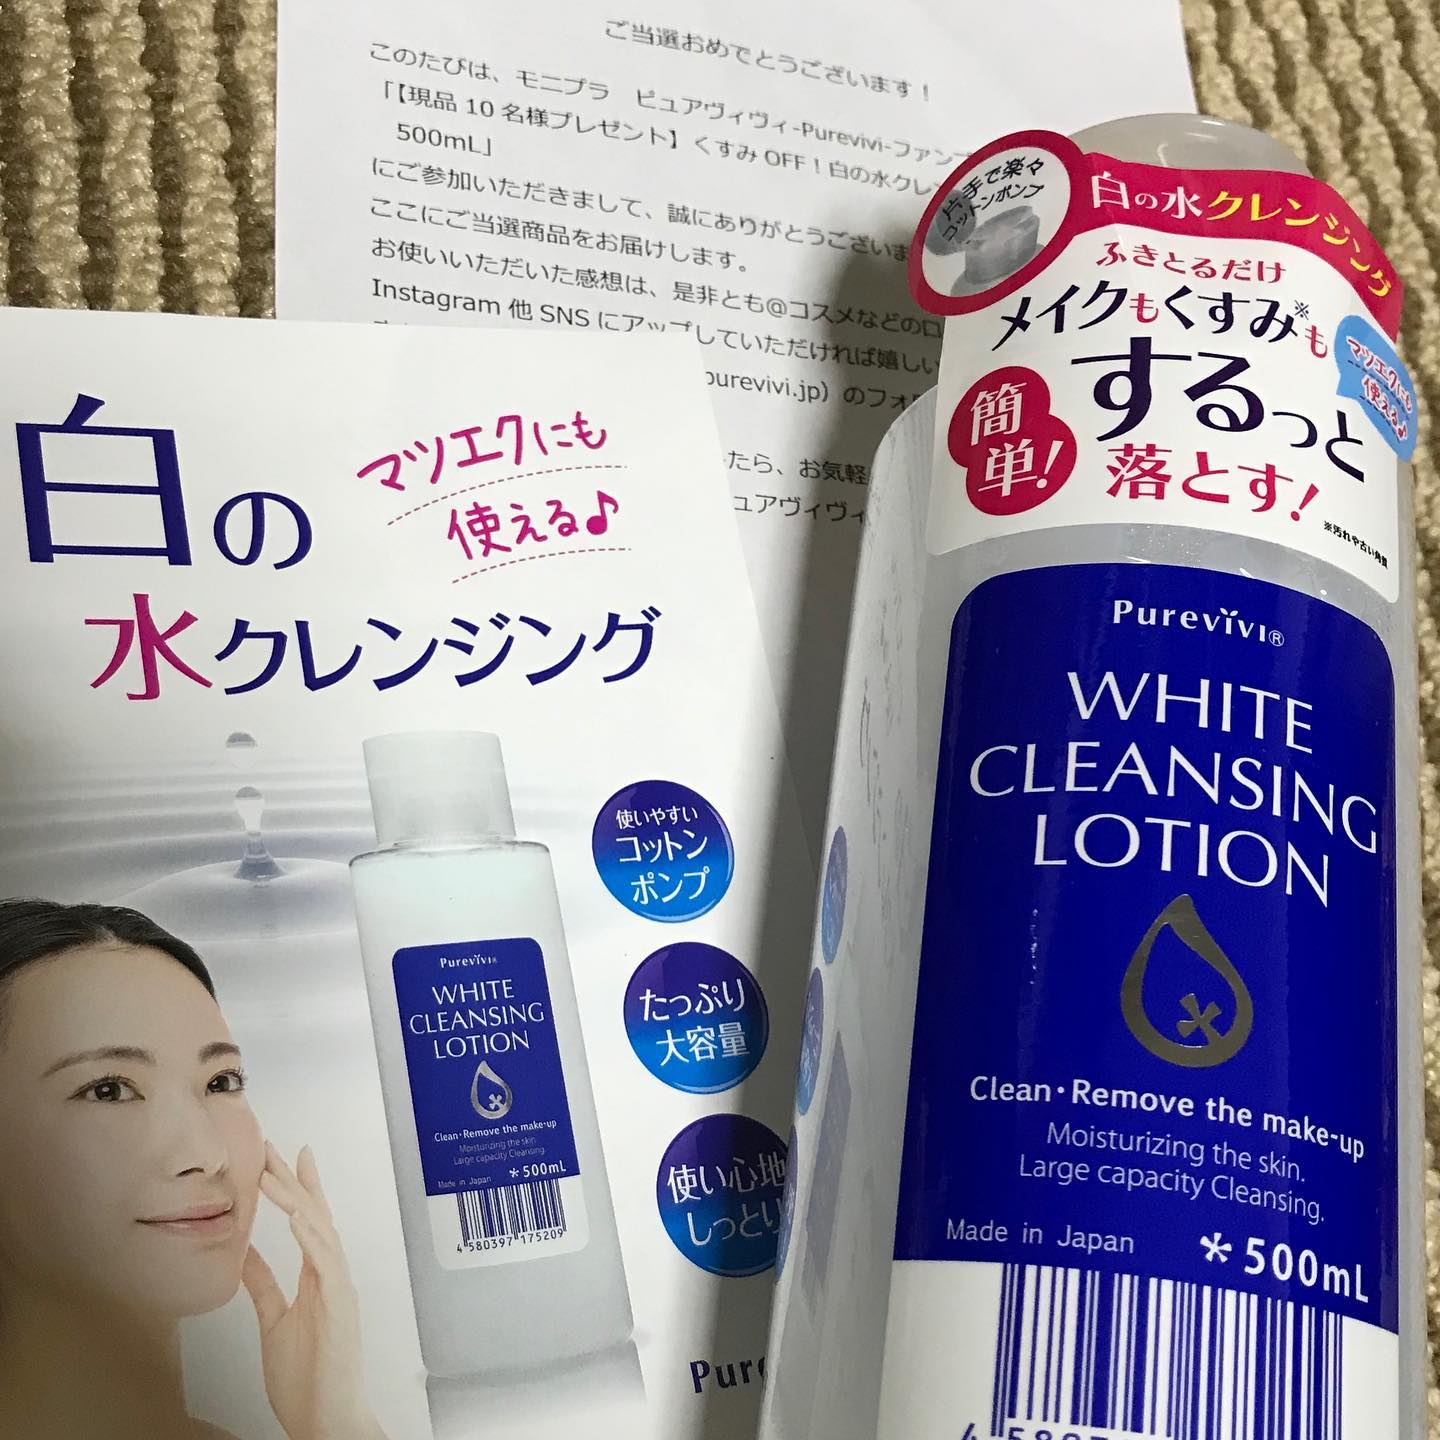 ご当選おめでとうございます！
このたびは、モニプラ　ピュアヴィヴィ-Purevivi-ファン
「【現品 10 名様プレゼント】くすみ OFF！白の水クレン
500mL」
にご参加いただきまして、誠にありがとうございま
ここにご当選商品をお届けします。
お使いいただいた感想は、是非とも@コスメなどの口
Instagram 他 SNS にアップしていただければ嬉しい
purevivi.jp）のフォロ
たら、お気軽
ュアヴィヴィ
白の
水クレンジング
マツエクにも
使える♪
使いやすい
コットン
ポンプ
たっぷり
大容量
使い心地
しっとり
Purevivi®
WHITE
CLEANSING
LOTION
Clean・Remove the make-up
Moisturizing the skin.
Large capacity Cleansing.
Made in Japan
*500mL
4 580397 175209
Pure
片手で楽々
コットンポンプ
白の水クレンジング
ふきとるだけ
メイクもくすみ※も
するっと
落とす！
簡単！
マツエクにも
使える♪
※汚れや古い角質
Purevivi®
WHITE
CLEANSING
LOTION
Clean・Remove the make-up
Moisturizing the skin.
Large capacity Cleansing.
Made in Japan
*500mL